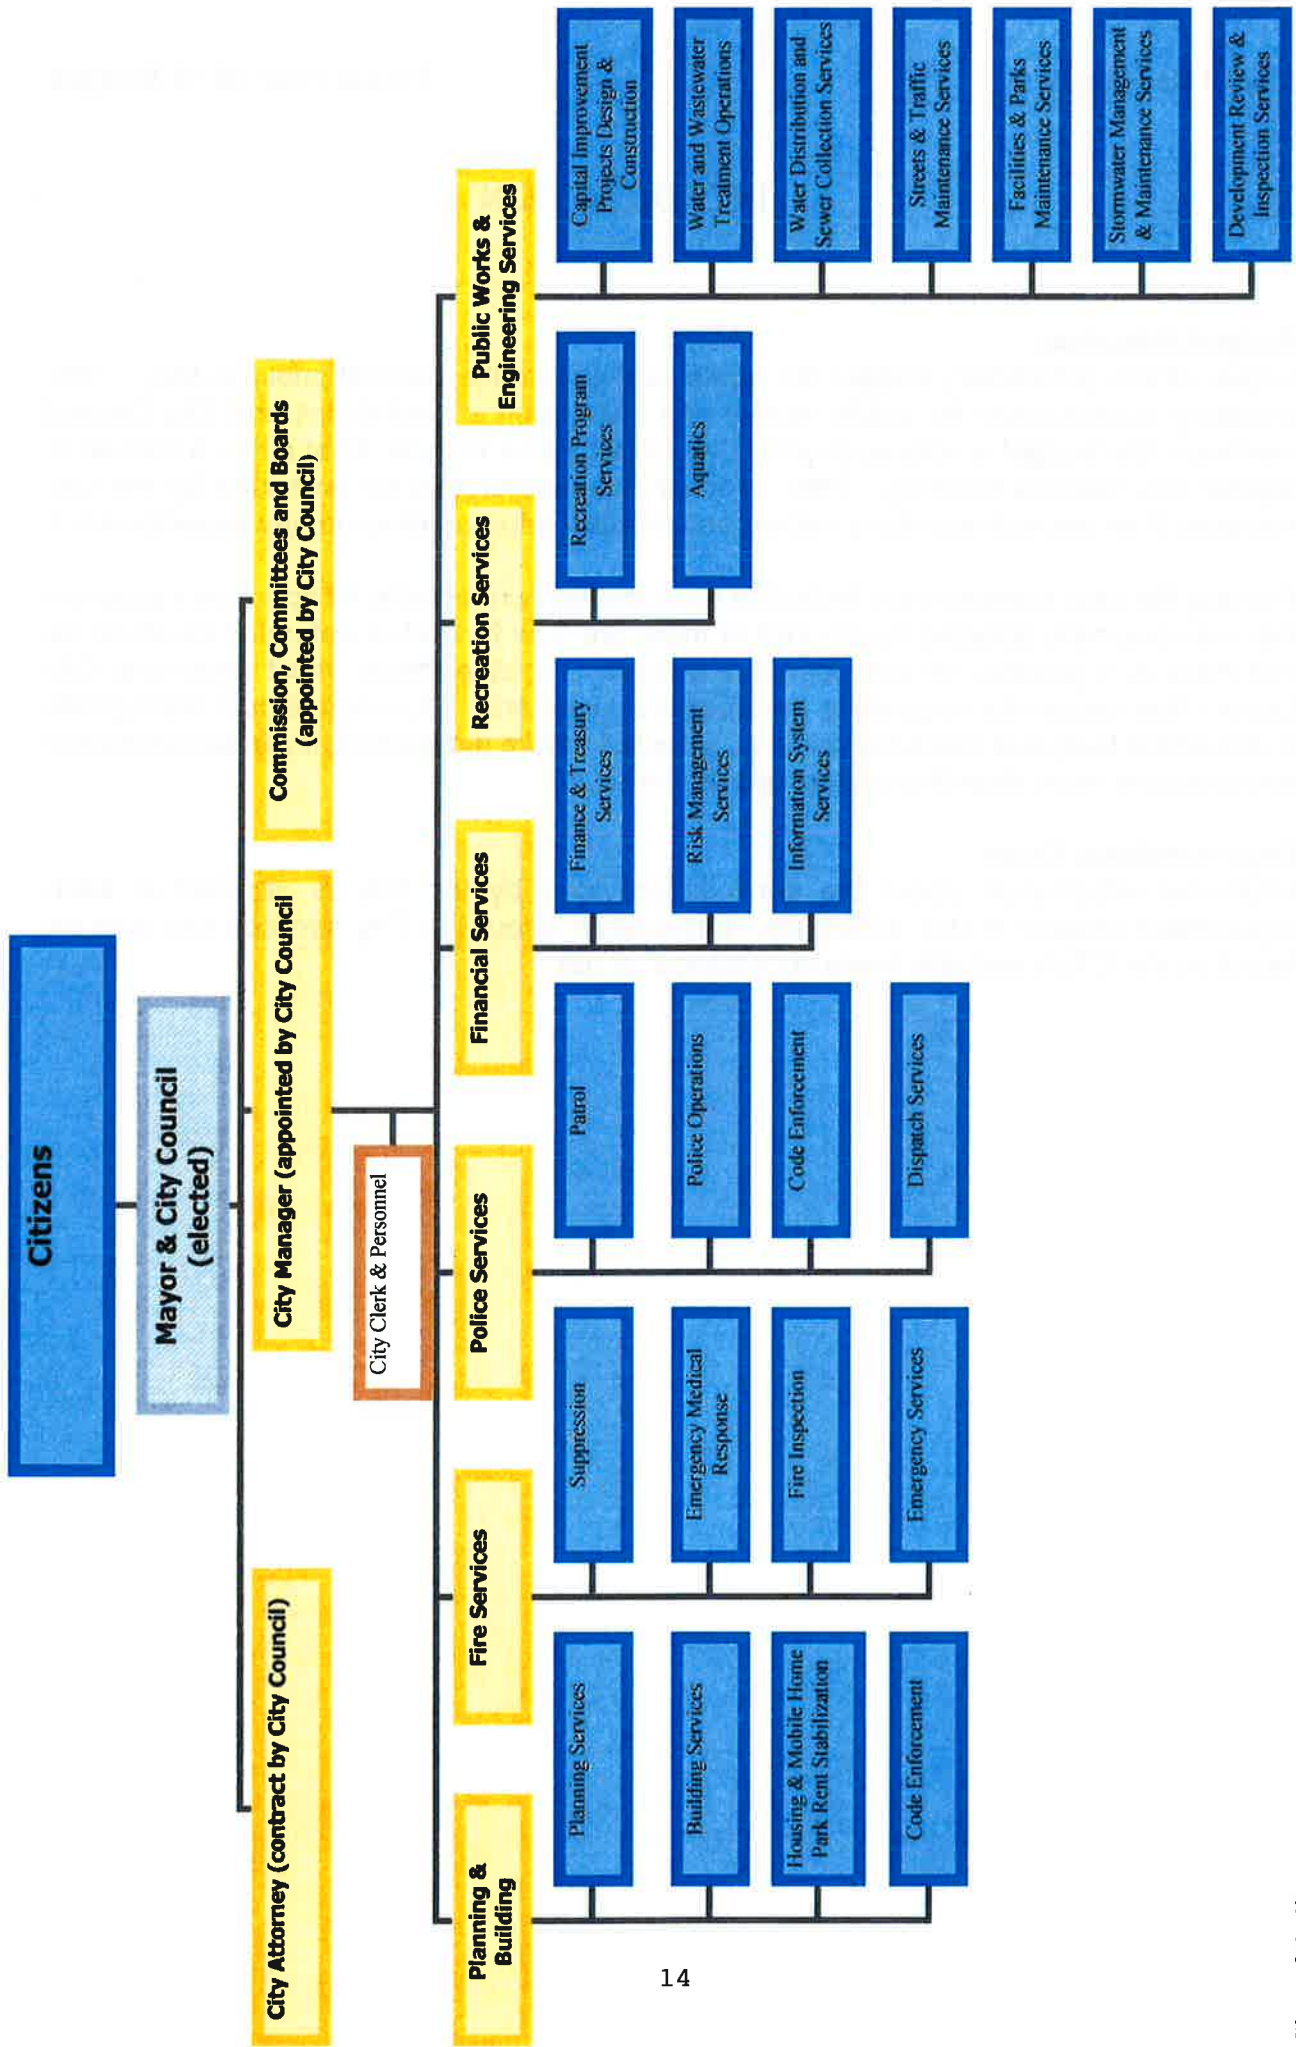 Citizens
Mayor & City Council
(elected)
City Attorney (contract by City Council)
City Manager (appointed by City Council
Commission, Committees and Boards
(appointed by City Council)
City Clerk & Personnel
Planning &
Building
Fire Services
Police Services
Financial Services
Recreation Services
Public Works &
Engineering Services
Planning Services
Building Services
Housing & Mobile Home
Park Rent Stabilization
Code Enforcement
Suppression
Emergency Medical
Response
Fire Inspection
Emergency Services
Patrol
Police Operations
Code Enforcement
Dispatch Services
Finance & Treasury
Services
Risk Management
Services
Information System
Services
Recreation Program
Services
Aquatics
Capital Improvement
Projects Design &
Construction
Water and Wastewater
Treatment Operations
Water Distribution and
Sewer Collection Services
Streets & Traffic
Maintenance Services
Facilities & Parks
Maintenance Services
Stormwater Management
& Maintenance Services
Development Review &
Inspection Services
14